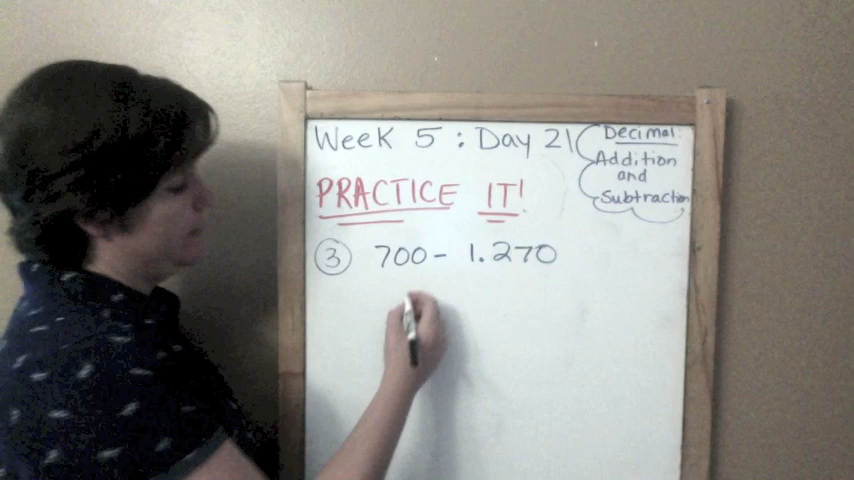 Week 5 : Day 21
Decimal:
Addition
and
Subtraction
PRACTICE IT!
3 700 - 1.270